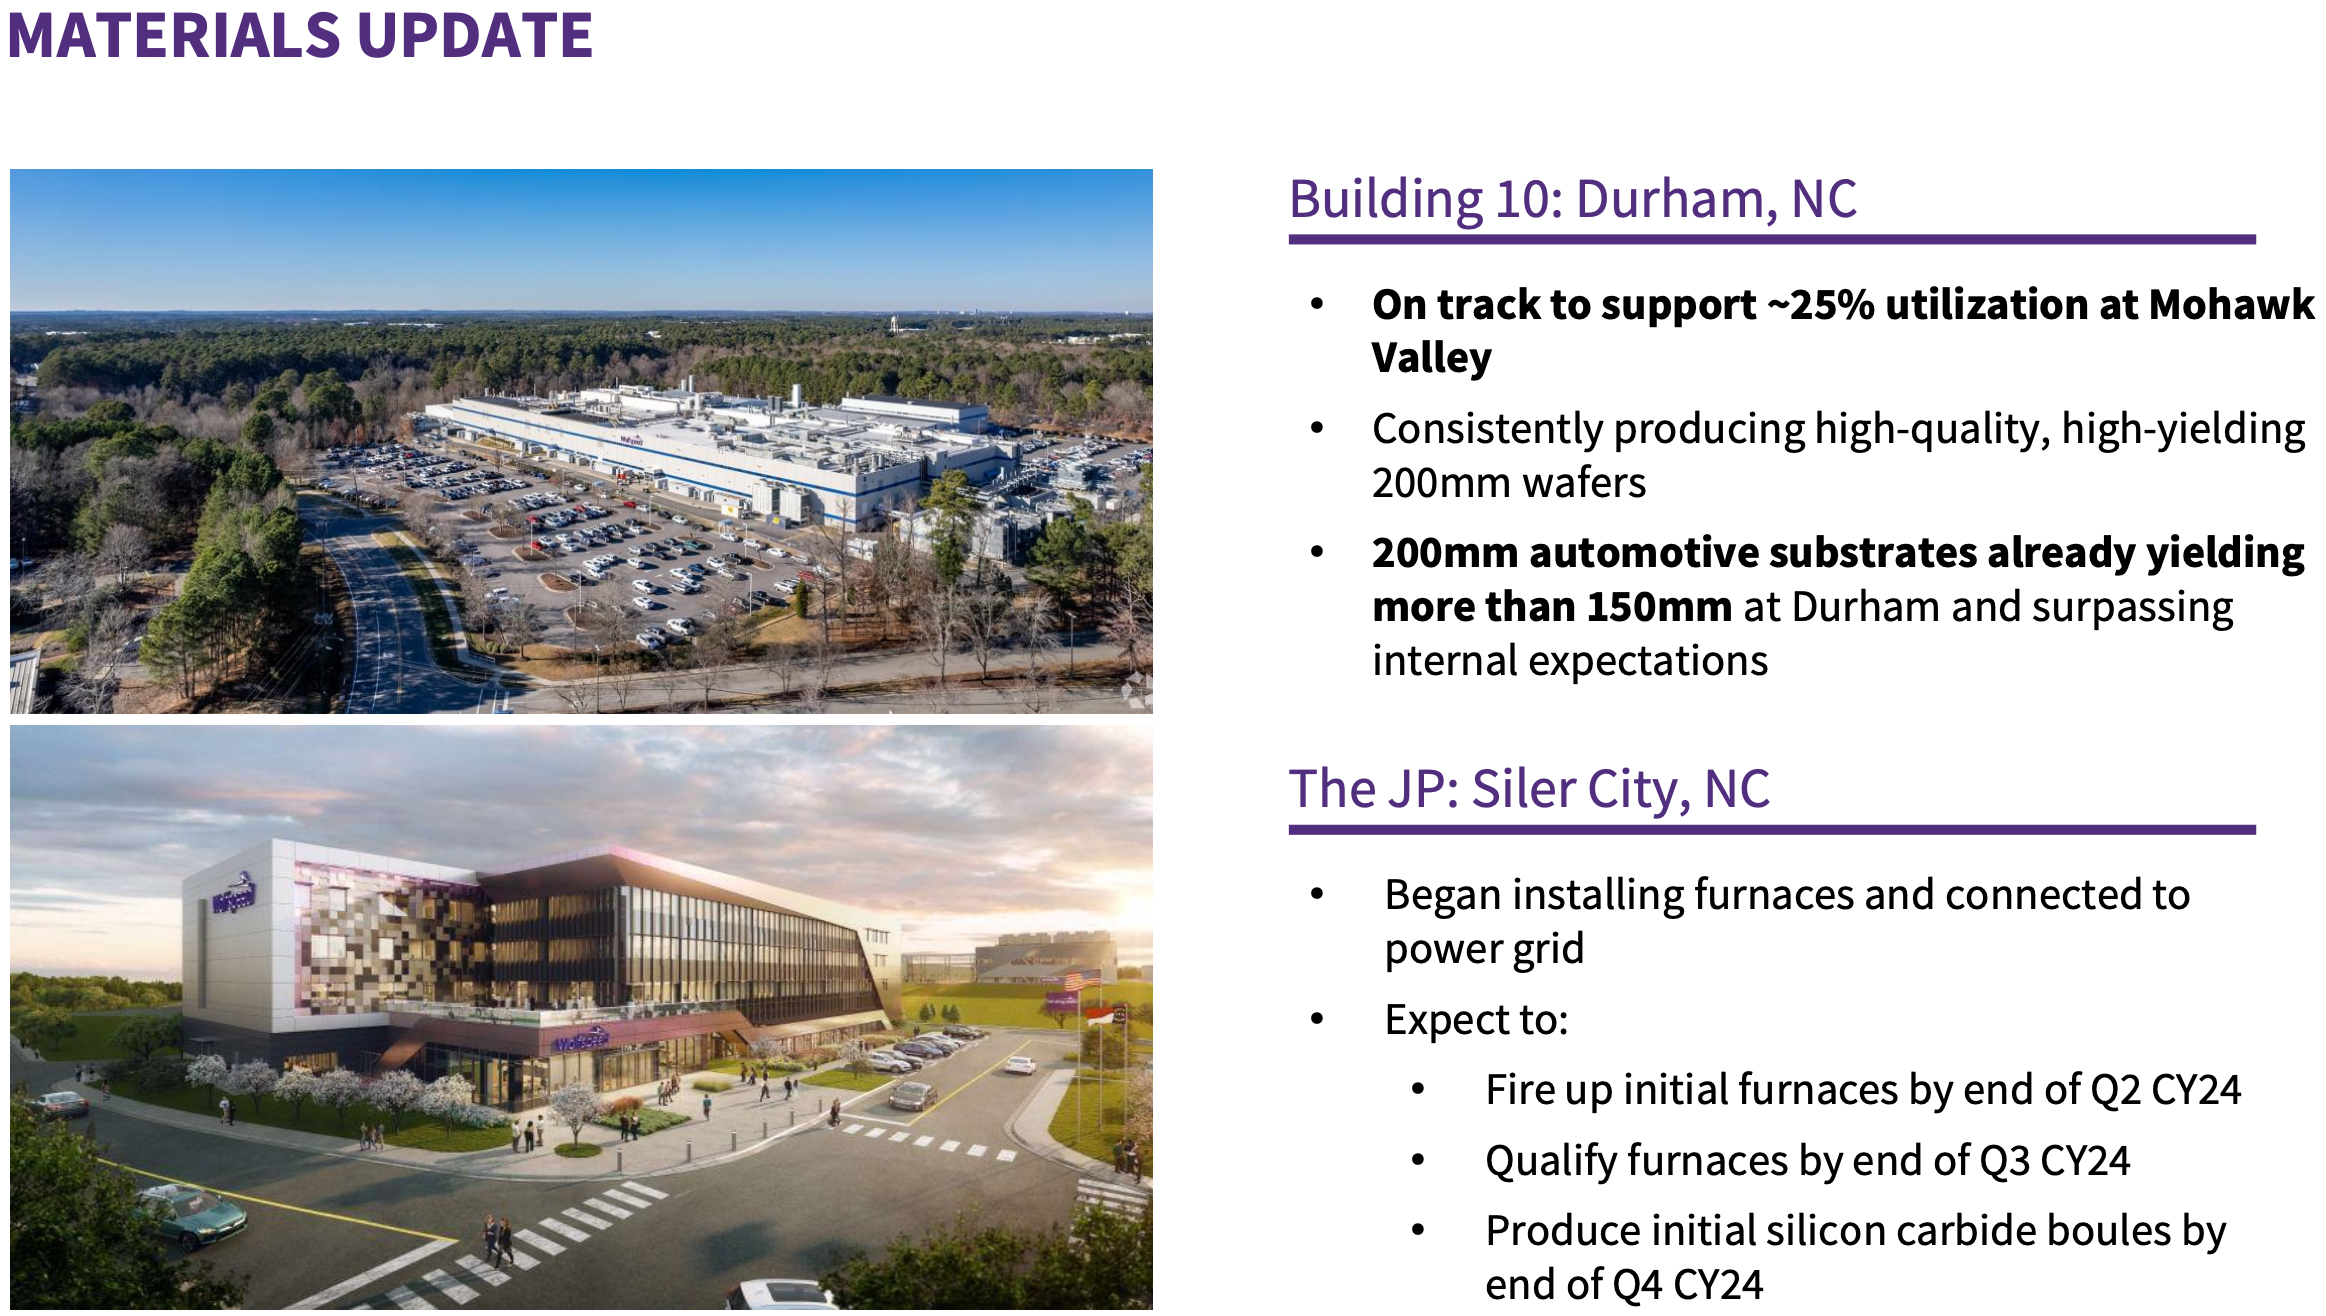 MATERIALS UPDATE
Building 10: Durham, NC
• On track to support ~25% utilization at Mohawk
Valley
• Consistently producing high-quality, high-yielding
200mm wafers
• 200mm automotive substrates already yielding
more than 150mm at Durham and surpassing
internal expectations
Wolfspeed
The JP: Siler City, NC
• Began installing furnaces and connected to
power grid
• Expect to:
• Fire up initial furnaces by end of Q2 CY24
• Qualify furnaces by end of Q3 CY24
• Produce initial silicon carbide boules by
end of Q4 CY24
Wolfspeed
Wolfspeed